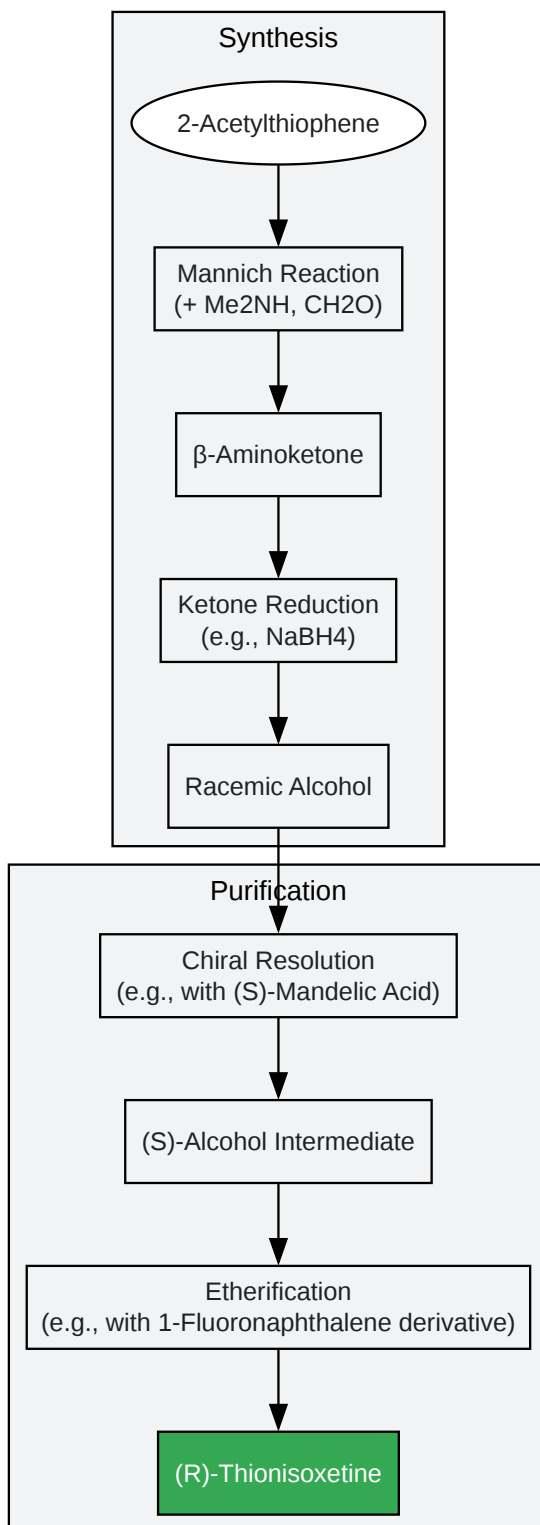 Synthesis
2-Acetylthiophene
Mannich Reaction
(+ Me2NH, CH2O)
β-Aminoketone
Ketone Reduction
(e.g., NaBH4)
Racemic Alcohol
Purification
Chiral Resolution
(e.g., with (S)-Mandelic Acid)
(S)-Alcohol Intermediate
Etherification
(e.g., with 1-Fluoronaphthalene derivative)
(R)-Thionisoxetine